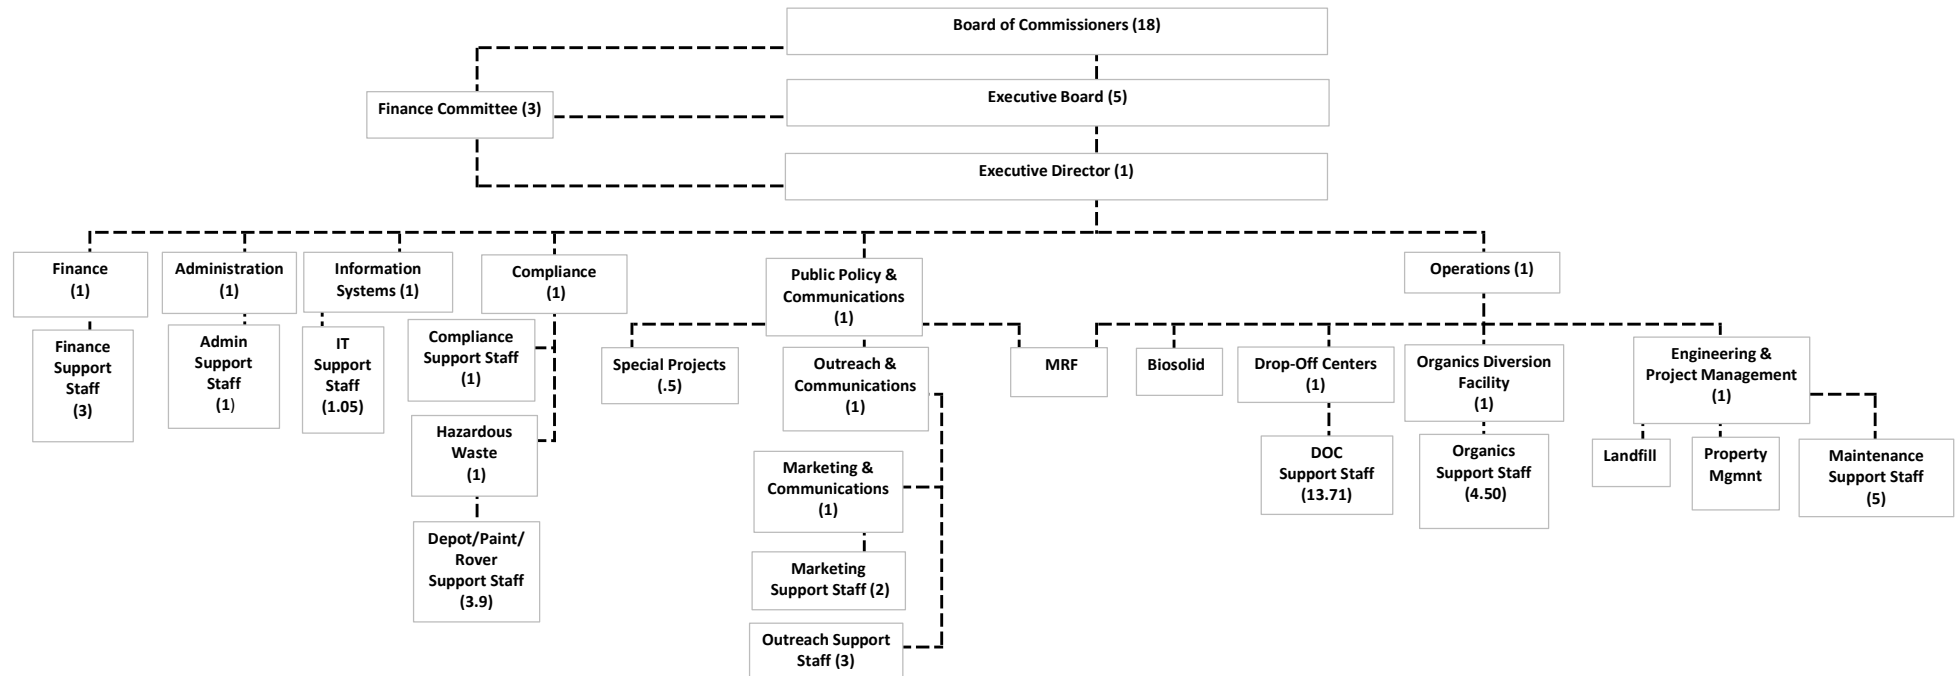 Board of Commissioners (18)
Finance Committee (3)
Executive Board (5)
Executive Director (1)
Finance
(1)
Administration
(1)
Information
Systems (1)
Compliance
(1)
Public Policy &
Communications
(1)
Operations (1)
Finance
Support
Staff
(3)
Admin
Support
Staff
(1)
IT
Support
Staff
(1.05)
Compliance
Support Staff
(1)
Hazardous
Waste
(1)
Depot/Paint/
Rover
Support Staff
(3.9)
Special Projects
(.5)
Outreach &
Communications
(1)
Marketing &
Communications
(1)
Marketing
Support Staff (2)
Outreach Support
Staff (3)
MRF
Biosolid
Drop-Off Centers
(1)
DOC
Support Staff
(13.71)
Organics Diversion
Facility
(1)
Organics
Support Staff
(4.50)
Engineering &
Project Management
(1)
Landfill
Property
Mgmnt
Maintenance
Support Staff
(5)